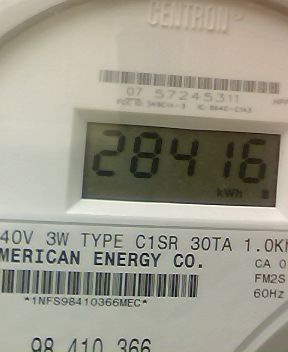 CENTRON®
07 57245311
28416
kWh
40V 3W TYPE C1SR 30TA 1.0K
MERICAN ENERGY CO. CA 0
FM2S
*1NFS98410366MEC* 60Hz
98 410 366